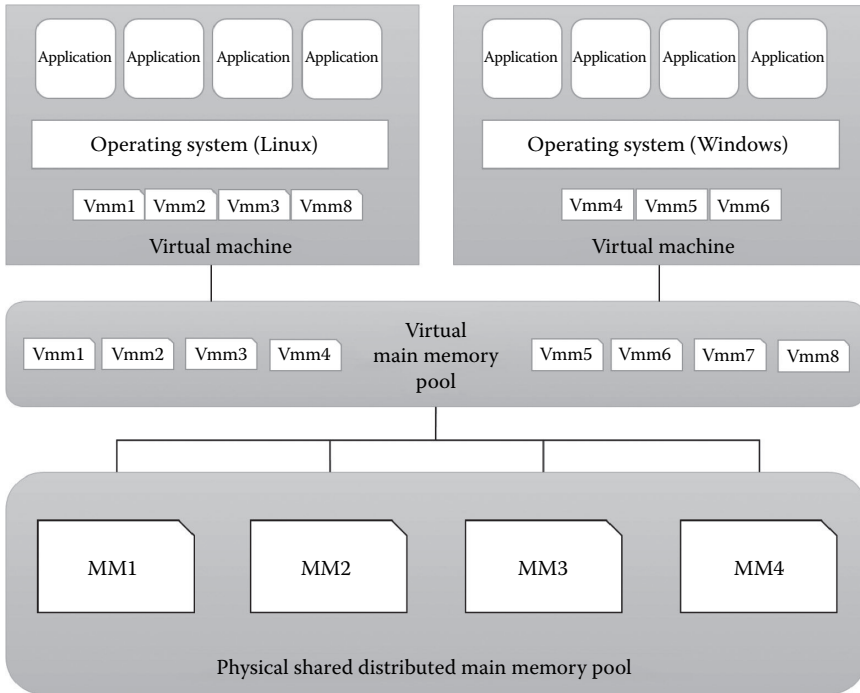 Application Application Application Application
Operating system (Linux)
Vmm1 Vmm2 Vmm3 Vmm8
Virtual machine
Application Application Application Application
Operating system (Windows)
Vmm4 Vmm5 Vmm6
Virtual machine
Vmm1 Vmm2 Vmm3 Vmm4
Virtual
main memory
pool
Vmm5 Vmm6 Vmm7 Vmm8
MM1 MM2 MM3 MM4
Physical shared distributed main memory pool